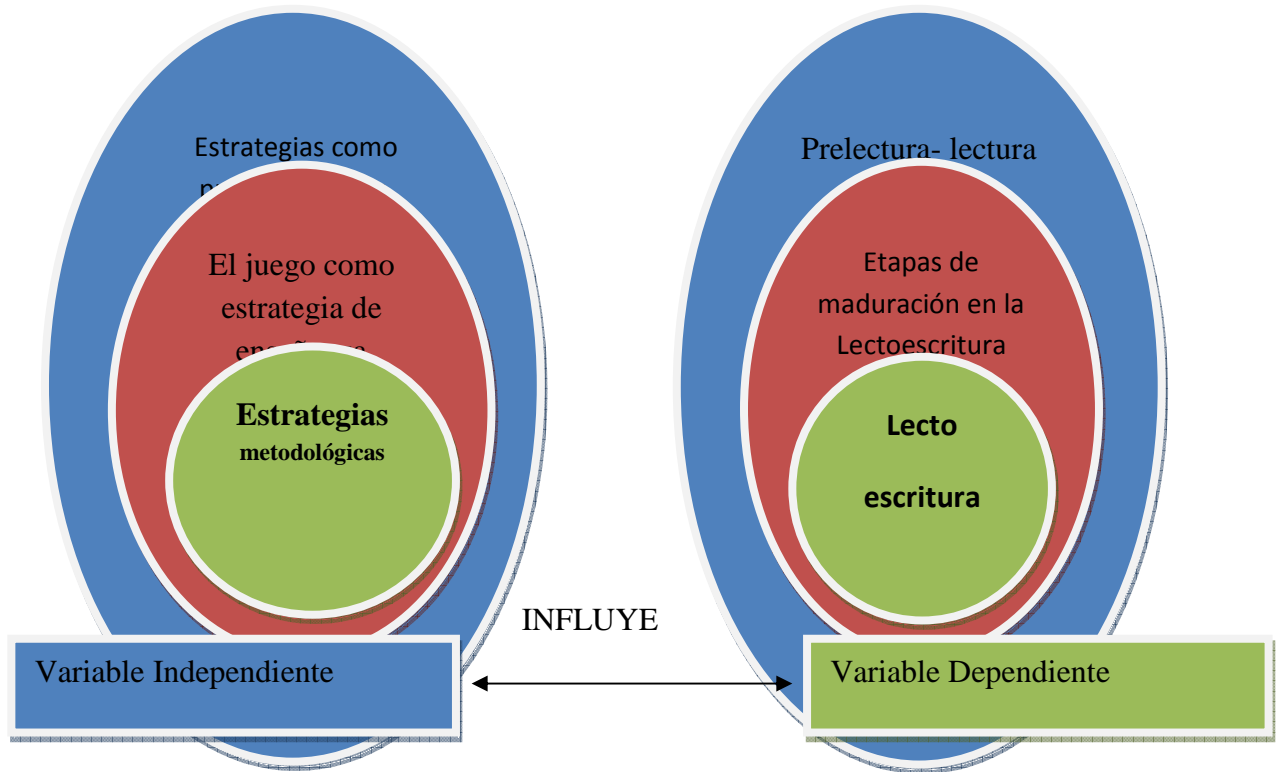 Estrategias como
El juego como
estrategia de
Estrategias
metodológicas
Variable Independiente
INFLUYE
Prelectura- lectura
Etapas de
maduración en la
Lectoescritura
Lecto
escritura
Variable Dependiente